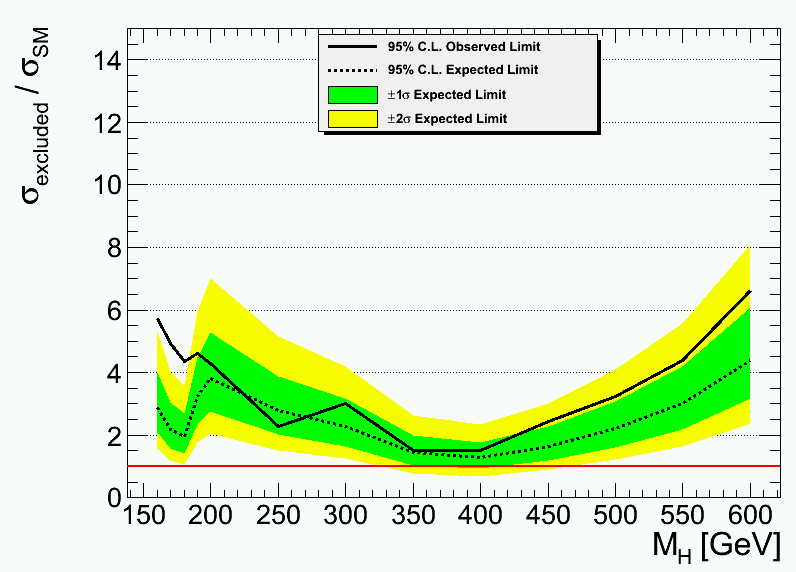 σexcluded / σSM
95% C.L. Observed Limit
95% C.L. Expected Limit
±1σ Expected Limit
±2σ Expected Limit
14
12
10
8
6
4
2
0
150 200 250 300 350 400 450 500 550 600
MH [GeV]